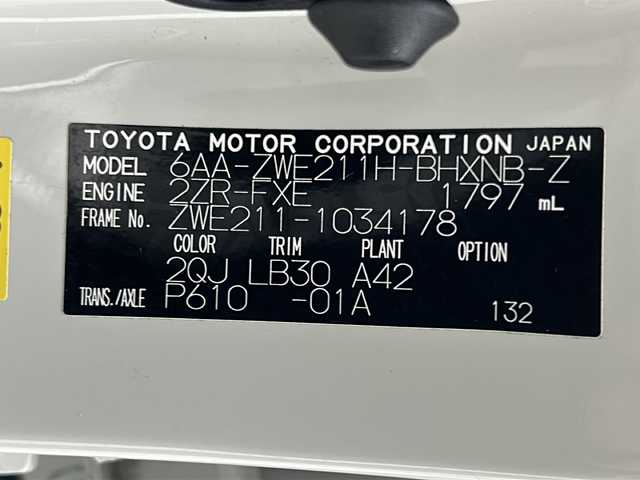 TOYOTA MOTOR CORPORATION JAPAN
MODEL 6AA-ZWE211H-BHXNB-Z
ENGINE 2ZR-FXE 1797 mL
FRAME No. ZWE211-1034178
COLOR TRIM PLANT OPTION
2QJ LB30 A42
TRANS./AXLE P610 -01A 132